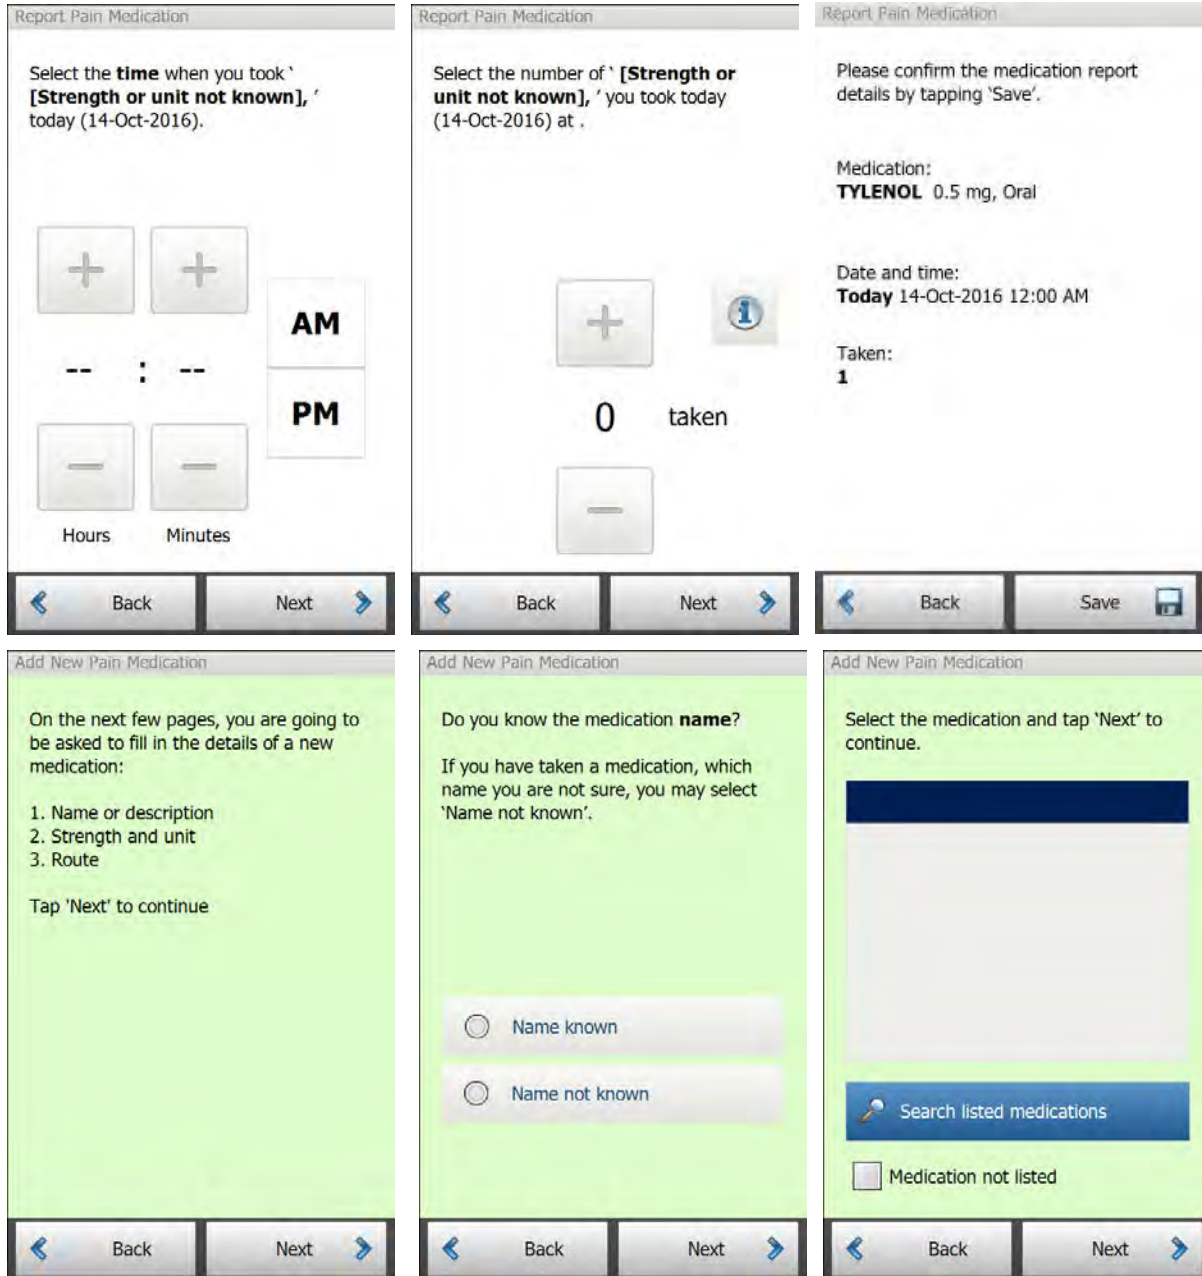 Report Pain Medication
Select the time when you took ‘
[Strength or unit not known], ’
today (14-Oct-2016).
+ +
AM
-- : --
PM
− −
Hours Minutes
Back Next
Report Pain Medication
Select the number of ‘ [Strength or
unit not known], ’ you took today
(14-Oct-2016) at .
+
0 taken
−
Back Next
Report Pain Medication
Please confirm the medication report
details by tapping ‘Save’.
Medication:
TYLENOL 0.5 mg, Oral
Date and time:
Today 14-Oct-2016 12:00 AM
Taken:
1
Back Save
Add New Pain Medication
On the next few pages, you are going to
be asked to fill in the details of a new
medication:
1. Name or description
2. Strength and unit
3. Route
Tap 'Next' to continue
Back Next
Add New Pain Medication
Do you know the medication name?
If you have taken a medication, which
name you are not sure, you may select
‘Name not known’.
Name known
Name not known
Back Next
Add New Pain Medication
Select the medication and tap ‘Next’ to
continue.
Search listed medications
Medication not listed
Back Next